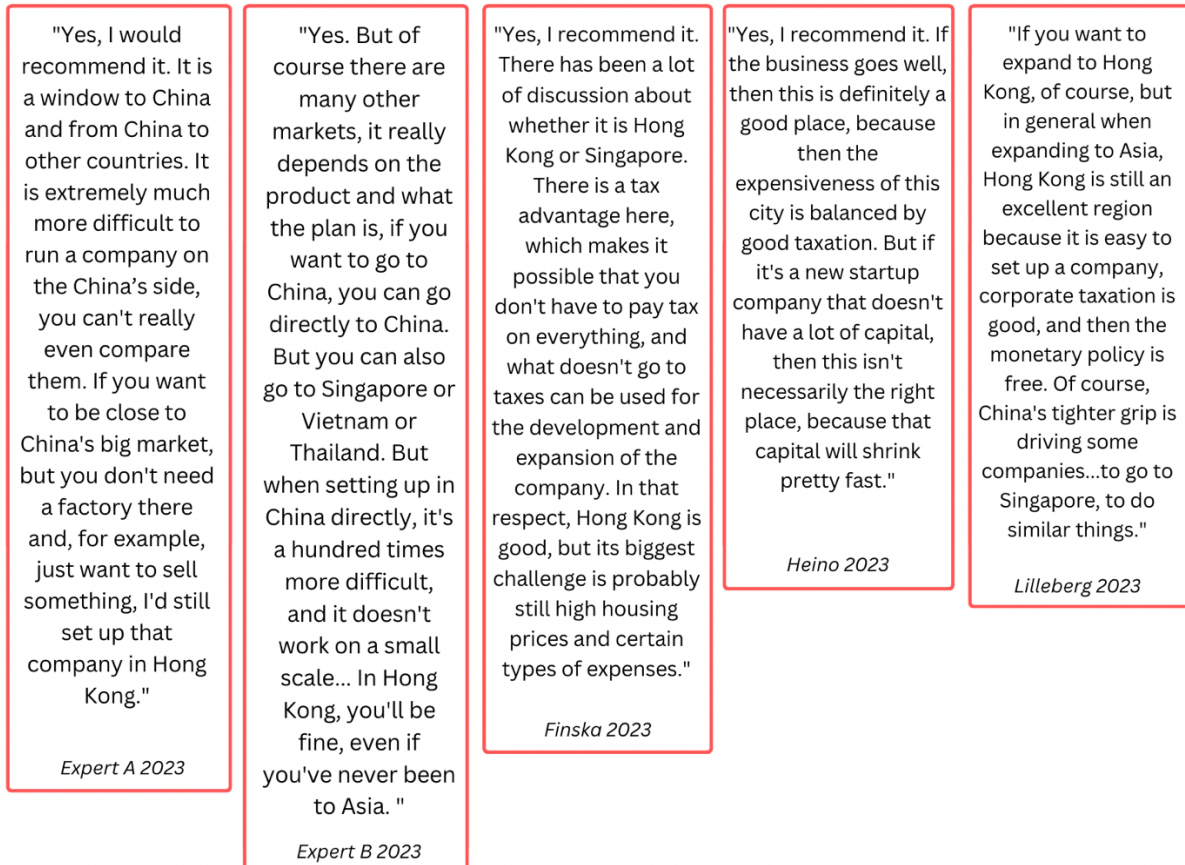 "Yes, I would
recommend it. It is
a window to China
and from China to
other countries. It
is extremely much
more difficult to
run a company on
the China’s side,
you can't really
even compare
them. If you want
to be close to
China's big market,
but you don't need
a factory there
and, for example,
just want to sell
something, I'd still
set up that
company in Hong
Kong."
Expert A 2023
"Yes. But of
course there are
many other
markets, it really
depends on the
product and what
the plan is, if you
want to go to
China, you can go
directly to China.
But you can also
go to Singapore or
Vietnam or
Thailand. But
when setting up in
China directly, it's
a hundred times
more difficult,
and it doesn't
work on a small
scale... In Hong
Kong, you'll be
fine, even if
you've never been
to Asia. "
Expert B 2023
"Yes, I recommend it.
There has been a lot
of discussion about
whether it is Hong
Kong or Singapore.
There is a tax
advantage here,
which makes it
possible that you
don't have to pay tax
on everything, and
what doesn't go to
taxes can be used for
the development and
expansion of the
company. In that
respect, Hong Kong is
good, but its biggest
challenge is probably
still high housing
prices and certain
types of expenses."
Finska 2023
"Yes, I recommend it. If
the business goes well,
then this is definitely a
good place, because
then the
expensiveness of this
city is balanced by
good taxation. But if
it's a new startup
company that doesn't
have a lot of capital,
then this isn't
necessarily the right
place, because that
capital will shrink
pretty fast."
Heino 2023
"If you want to
expand to Hong
Kong, of course, but
in general when
expanding to Asia,
Hong Kong is still an
excellent region
because it is easy to
set up a company,
corporate taxation is
good, and then the
monetary policy is
free. Of course,
China's tighter grip is
driving some
companies...to go to
Singapore, to do
similar things."
Lilleberg 2023